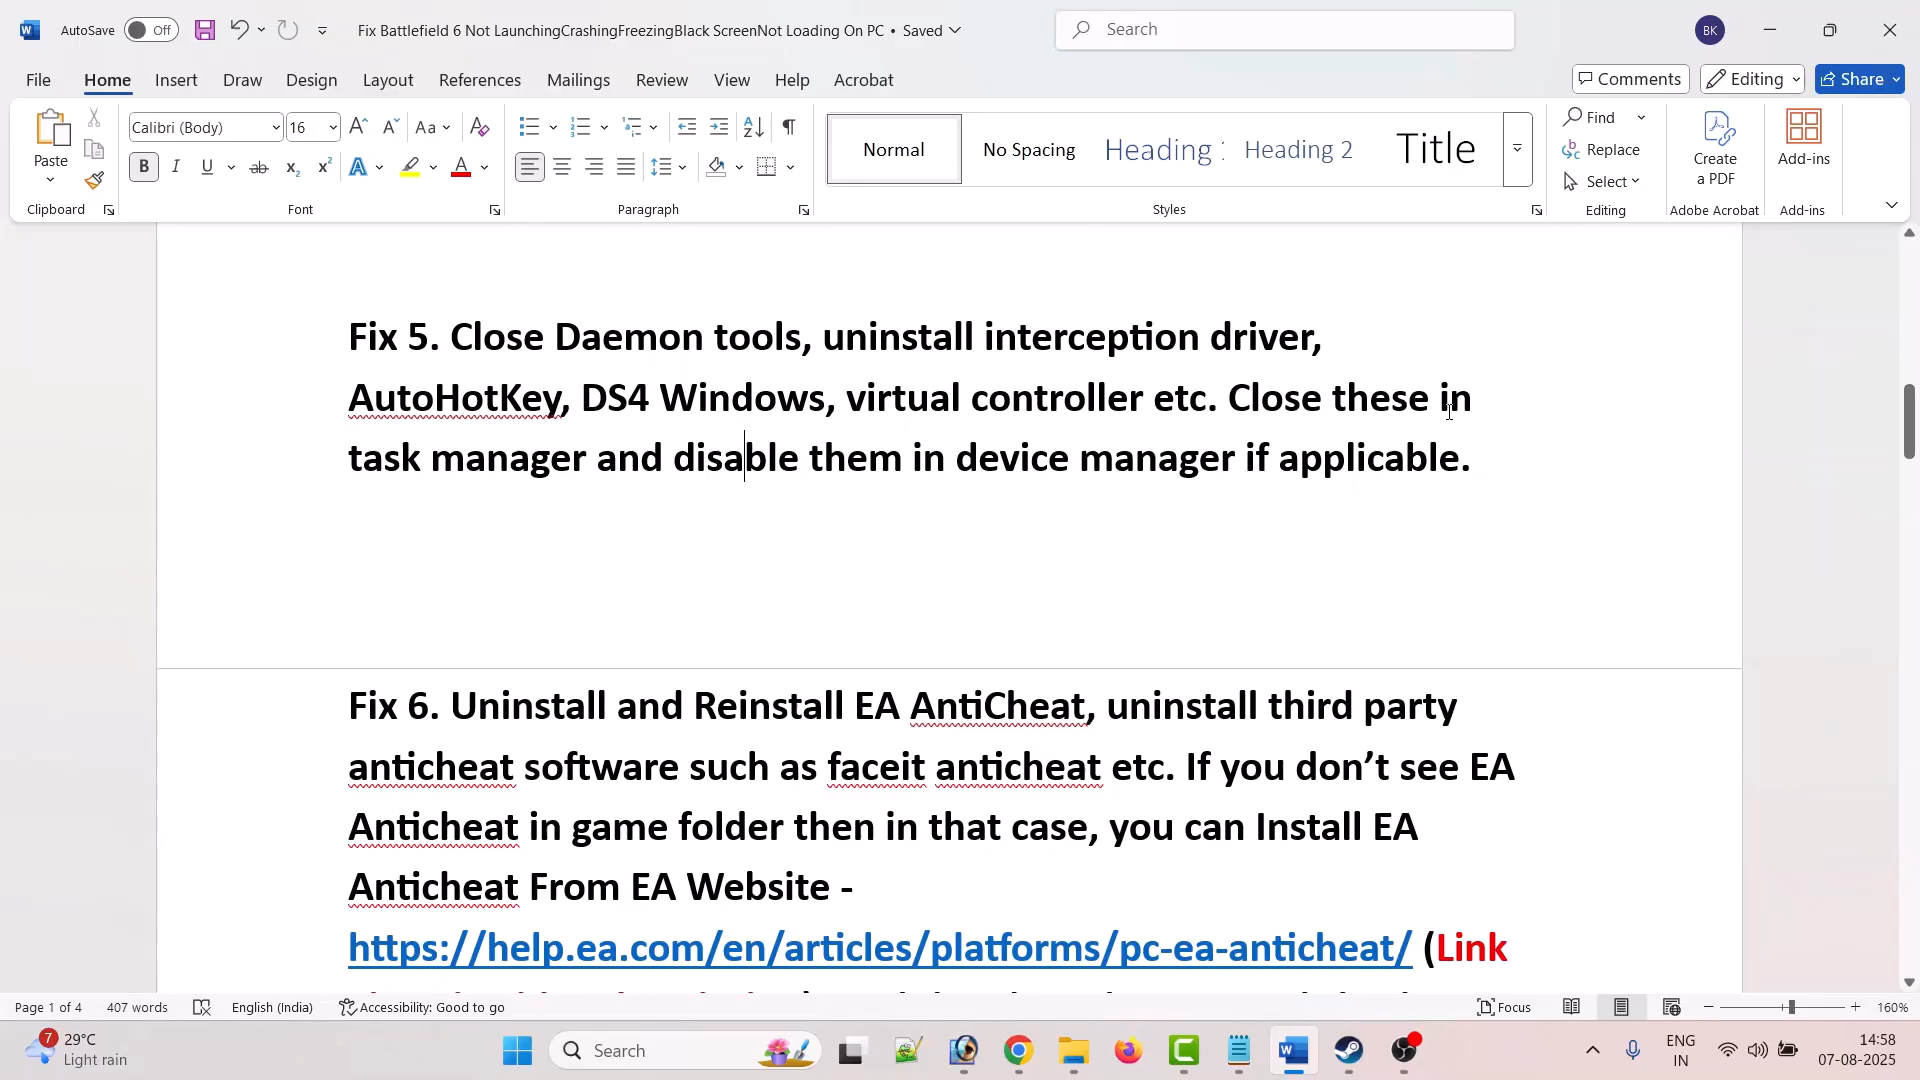 AutoSave Off Fix Battlefield 6 Not LaunchingCrashingFreezingBlack ScreenNot Loading On PC • Saved Search BK
File Home Insert Draw Design Layout References Mailings Review View Help Acrobat Comments Editing Share
Paste Calibri (Body) 16 Aa Normal No Spacing Heading Heading 2 Title Find Replace Select Create a PDF Add-ins
Clipboard Font Paragraph Styles Editing Adobe Acrobat Add-ins
Fix 5. Close Daemon tools, uninstall interception driver,
AutoHotKey, DS4 Windows, virtual controller etc. Close these in
task manager and disable them in device manager if applicable.
Fix 6. Uninstall and Reinstall EA AntiCheat, uninstall third party
anticheat software such as faceit anticheat etc. If you don’t see EA
Anticheat in game folder then in that case, you can Install EA
Anticheat From EA Website -
https://help.ea.com/en/articles/platforms/pc-ea-anticheat/ (Link
Page 1 of 4 407 words English (India) Accessibility: Good to go Focus 160%
7 29°C Light rain Search ENG IN 14:58 07-08-2025